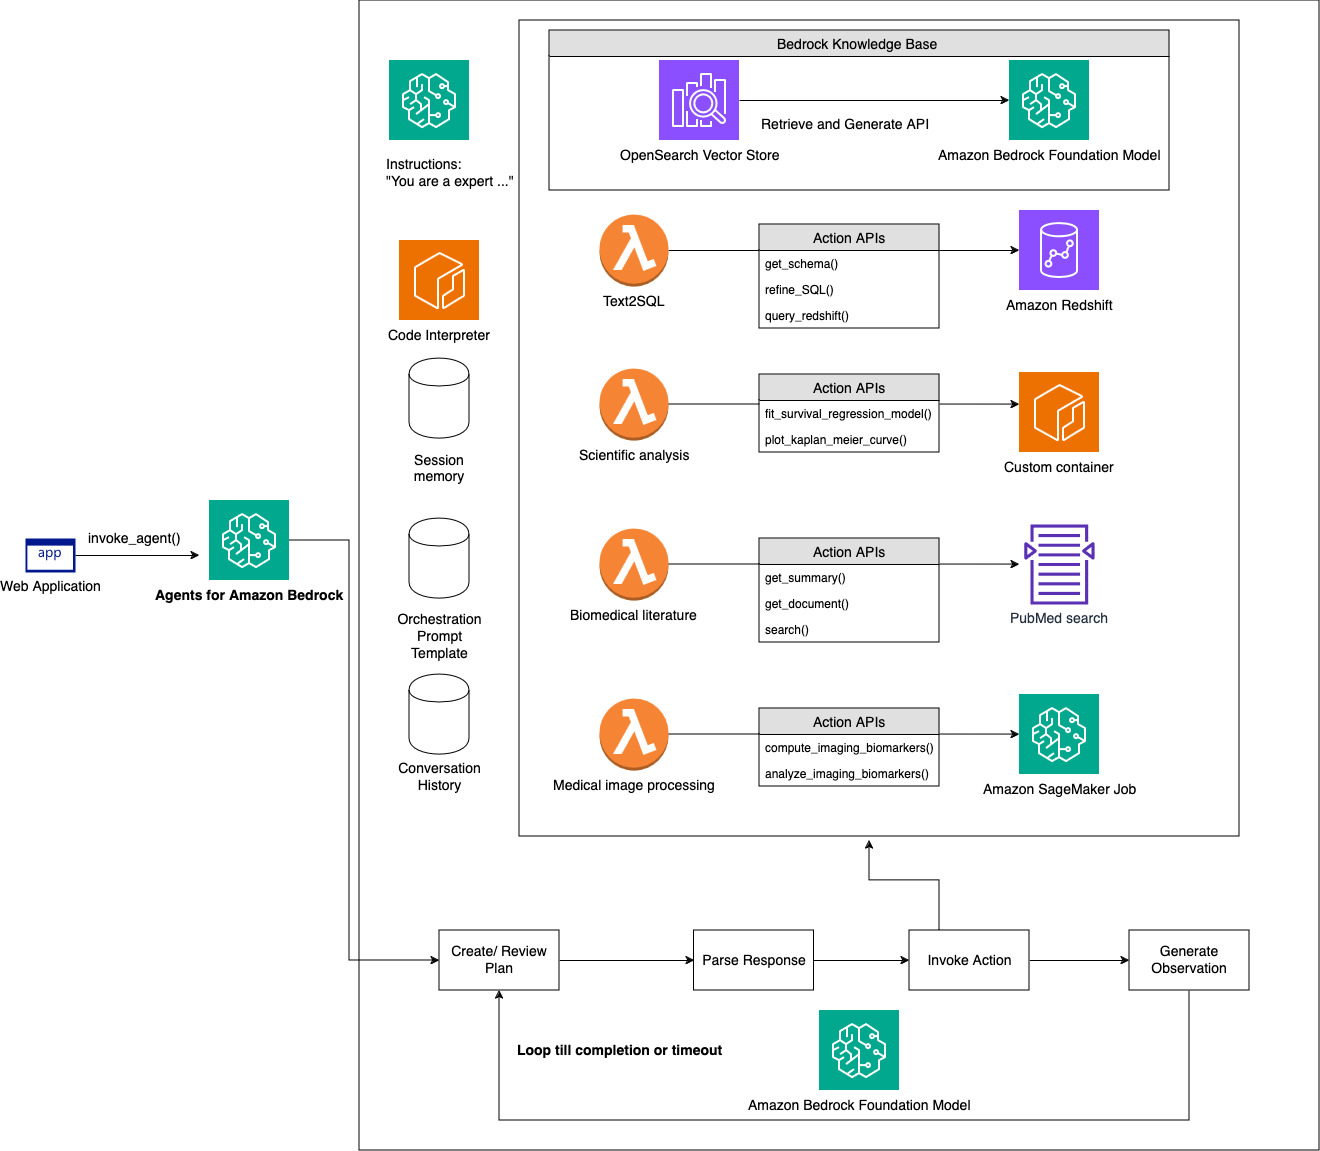 Bedrock Knowledge Base
Retrieve and Generate API
OpenSearch Vector Store
Amazon Bedrock Foundation Model
Instructions:
"You are a expert ..."
Code Interpreter
Session
memory
Orchestration
Prompt
Template
Conversation
History
Text2SQL
Action APIs
get_schema()
refine_SQL()
query_redshift()
Amazon Redshift
Scientific analysis
Action APIs
fit_survival_regression_model()
plot_kaplan_meier_curve()
Custom container
Biomedical literature
Action APIs
get_summary()
get_document()
search()
PubMed search
Medical image processing
Action APIs
compute_imaging_biomarkers()
analyze_imaging_biomarkers()
Amazon SageMaker Job
app
Web Application
invoke_agent()
Agents for Amazon Bedrock
Create/ Review
Plan
Parse Response
Invoke Action
Generate
Observation
Loop till completion or timeout
Amazon Bedrock Foundation Model